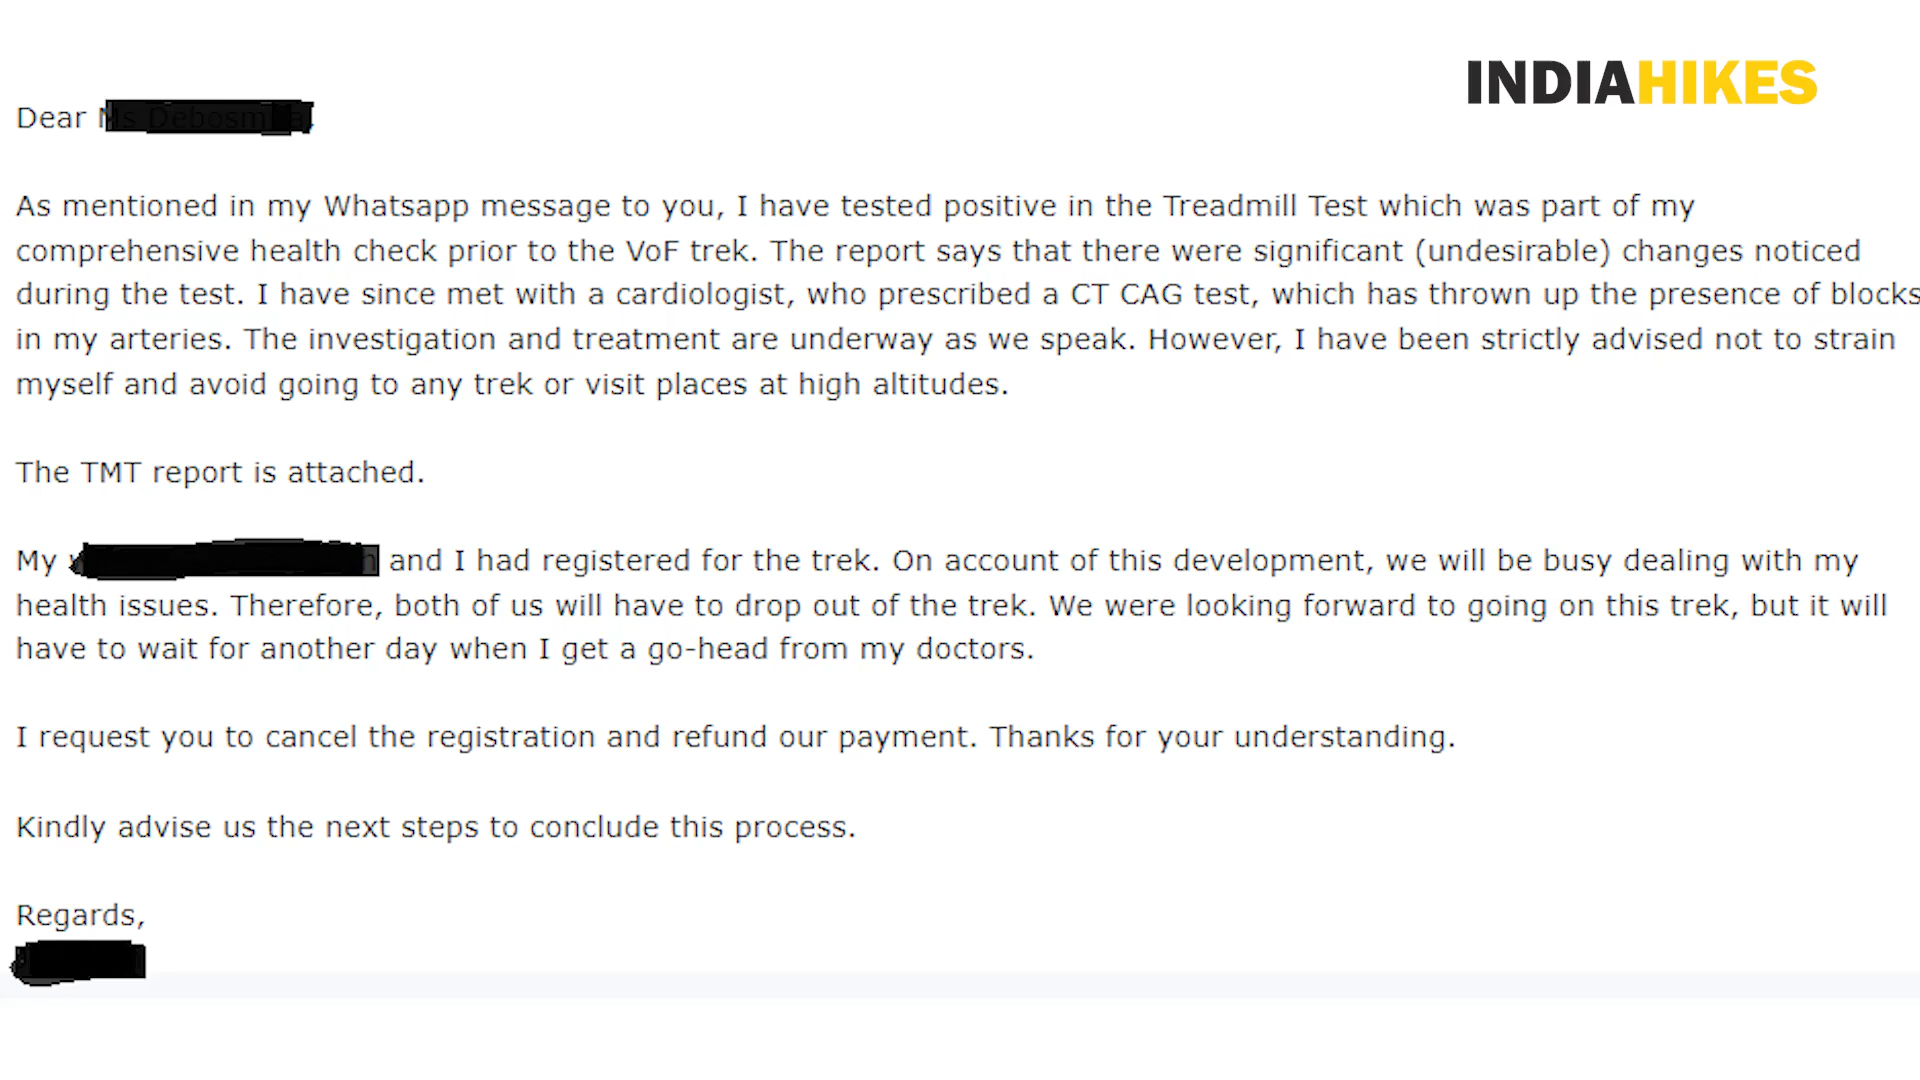 INDIAHIKES
Dear
As mentioned in my Whatsapp message to you, I have tested positive in the Treadmill Test which was part of my
comprehensive health check prior to the VoF trek. The report says that there were significant (undesirable) changes noticed
during the test. I have since met with a cardiologist, who prescribed a CT CAG test, which has thrown up the presence of blocks
in my arteries. The investigation and treatment are underway as we speak. However, I have been strictly advised not to strain
myself and avoid going to any trek or visit places at high altitudes.
The TMT report is attached.
My and I had registered for the trek. On account of this development, we will be busy dealing with my
health issues. Therefore, both of us will have to drop out of the trek. We were looking forward to going on this trek, but it will
have to wait for another day when I get a go-head from my doctors.
I request you to cancel the registration and refund our payment. Thanks for your understanding.
Kindly advise us the next steps to conclude this process.
Regards,